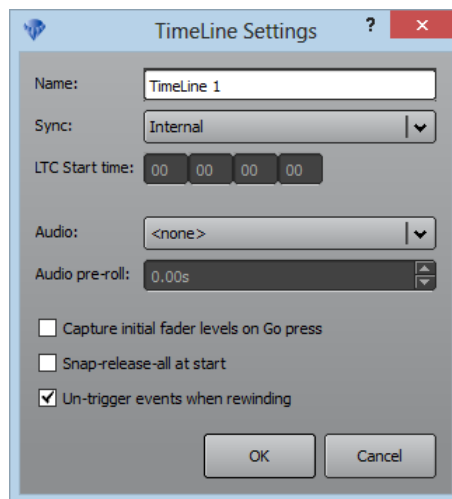 TimeLine Settings ? ×
Name: TimeLine 1
Sync: Internal
LTC Start time: 00 00 00 00
Audio: <none>
Audio pre-roll: 0.00s
Capture initial fader levels on Go press
Snap-release-all at start
Un-trigger events when rewinding
OK Cancel